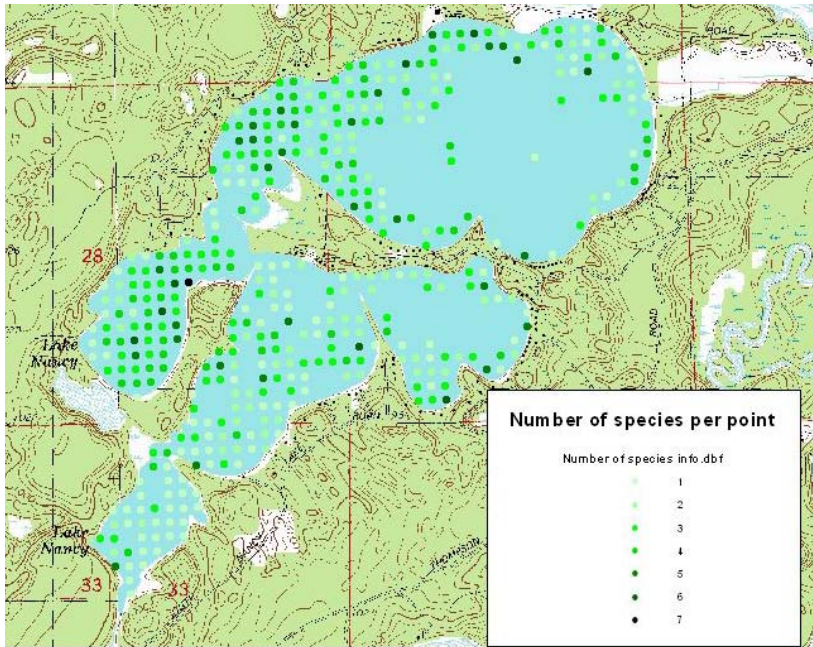 ROAD
28
Lake
Nancy
ROAD
Number of species per point
Number of species info.dbf
1
2
3
4
5
6
7
Lake
Nancy
THOMPSON
33
33